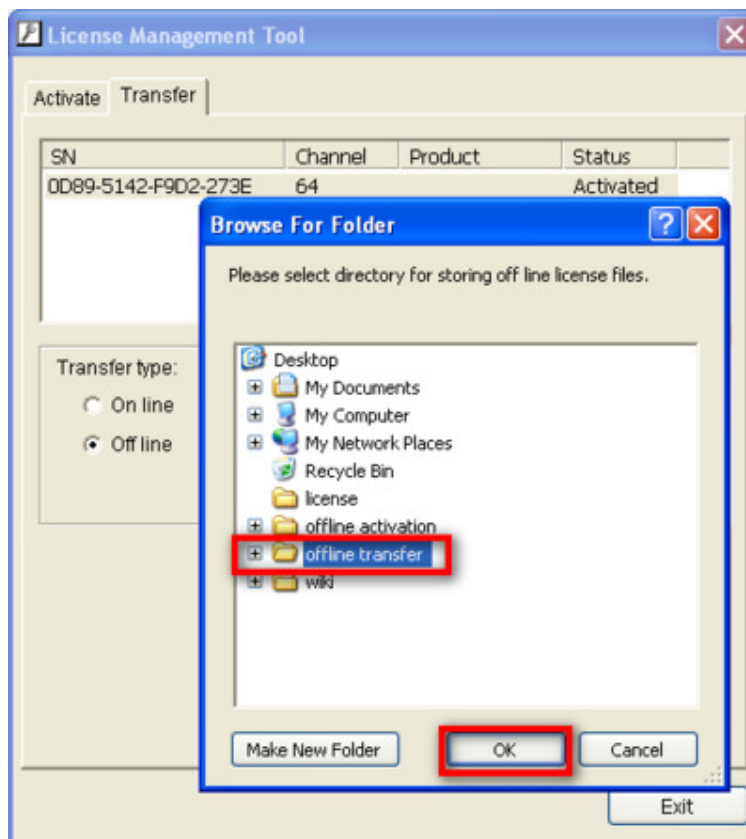 License Management Tool
Activate Transfer
SN Channel Product Status
0D89-5142-F9D2-273E 64 Activated
Browse For Folder
Please select directory for storing off line license files.
Transfer type:
On line
Off line
Desktop
My Documents
My Computer
My Network Places
Recycle Bin
license
offline activation
offline transfer
wiki
Make New Folder OK Cancel
Exit